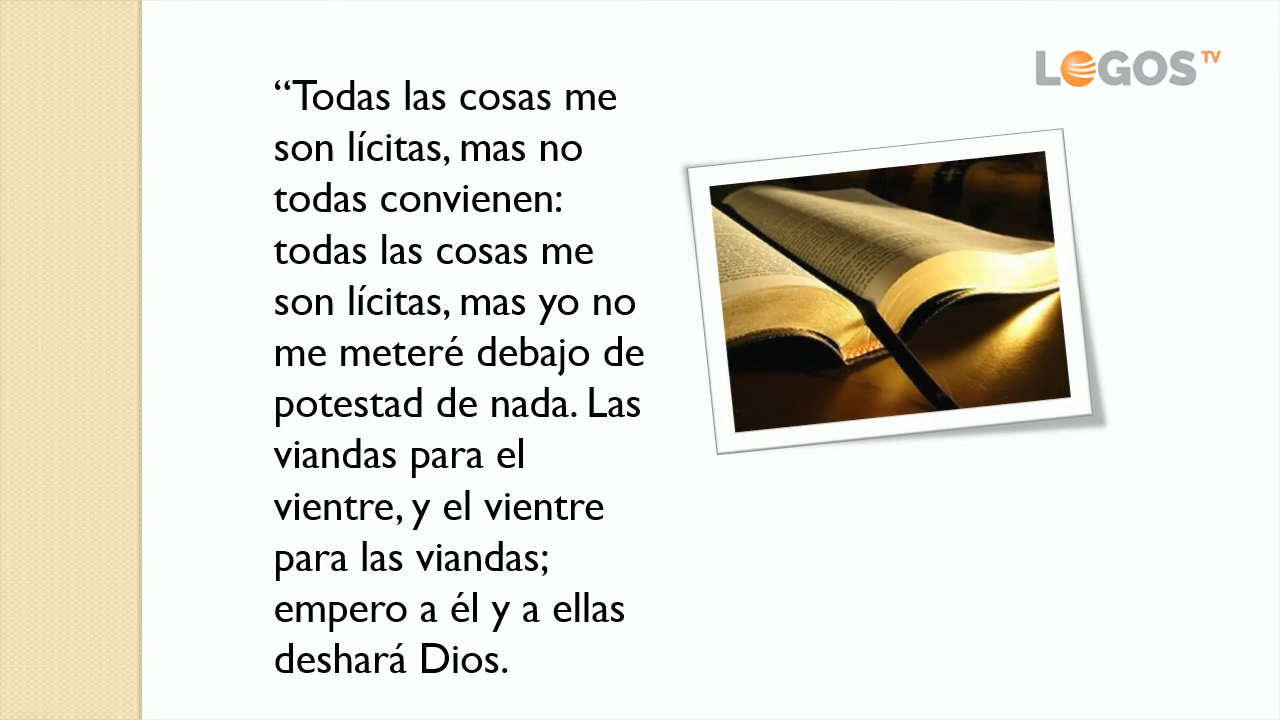 LOGOS TV
“Todas las cosas me
son lícitas, mas no
todas convienen:
todas las cosas me
son lícitas, mas yo no
me meteré debajo de
potestad de nada. Las
viandas para el
vientre, y el vientre
para las viandas;
empero a él y a ellas
deshará Dios.